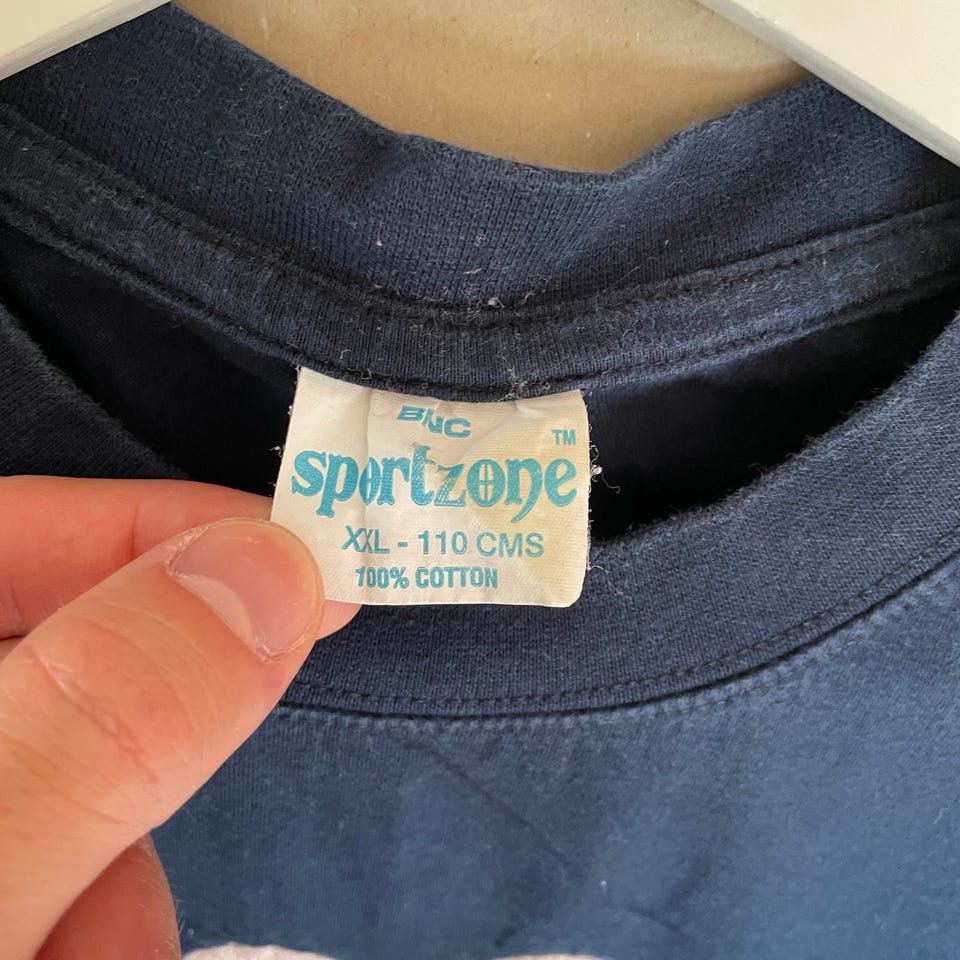 BNC
sportzone TM
XXL - 110 CMS
100% COTTON